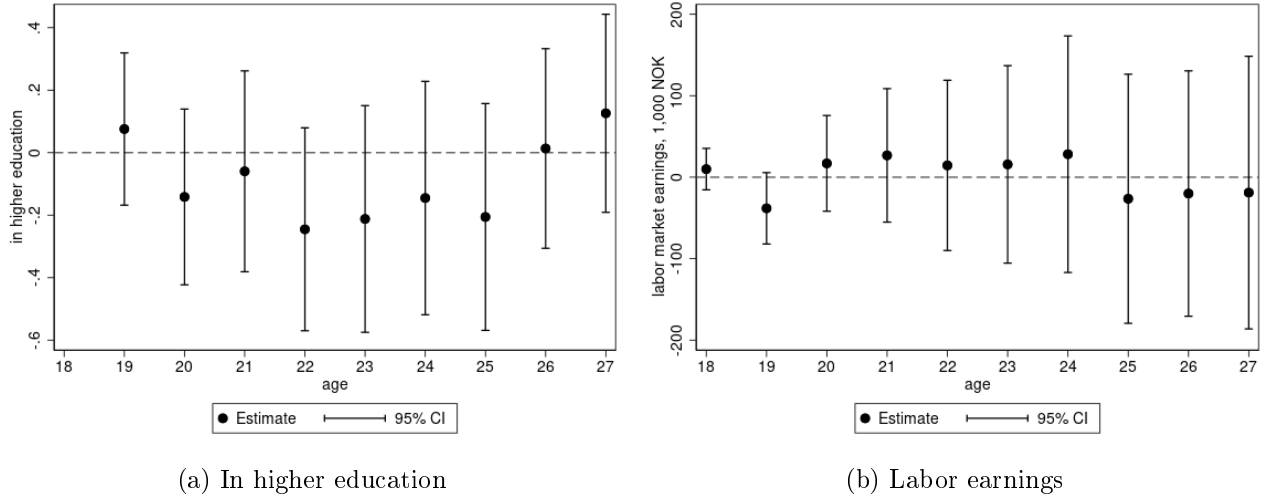 in higher education
.4
.2
0
-.2
-.4
-.6
18 19 20 21 22 23 24 25 26 27
age
Estimate 95% CI
(a) In higher education
labor market earnings, 1,000 NOK
200
100
0
-100
-200
18 19 20 21 22 23 24 25 26 27
age
Estimate 95% CI
(b) Labor earnings